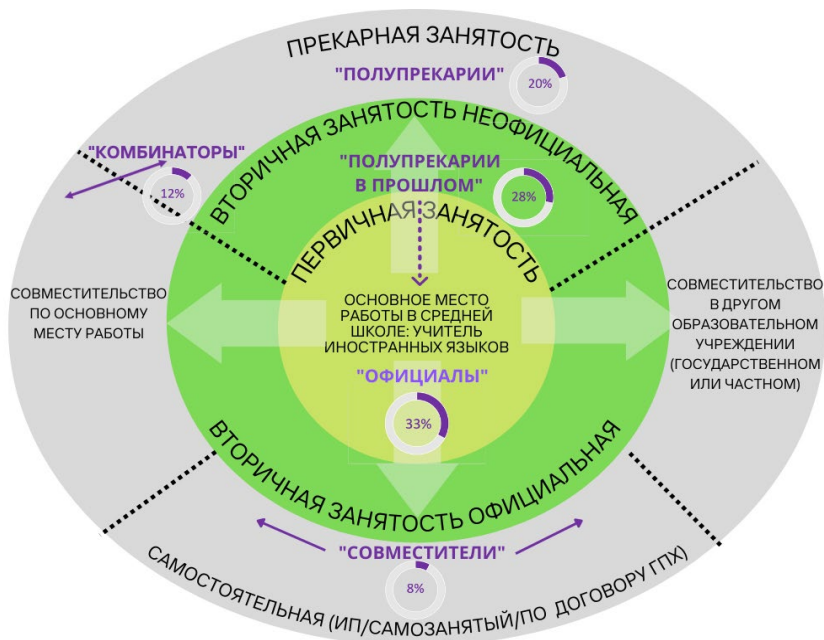 ПРЕКАРНАЯ ЗАНЯТОСТЬ
"ПОЛУПРЕКАРИИ"
20%
ВТОРИЧНАЯ ЗАНЯТОСТЬ НЕОФИЦИАЛЬНАЯ
"КОМБИНАТОРЫ"
12%
"ПОЛУПРЕКАРИИ
В ПРОШЛОМ"
28%
ПЕРВИЧНАЯ ЗАНЯТОСТЬ
СОВМЕСТИТЕЛЬСТВО
ПО ОСНОВНОМУ
МЕСТУ РАБОТЫ
ОСНОВНОЕ МЕСТО
РАБОТЫ В СРЕДНЕЙ
ШКОЛЕ: УЧИТЕЛЬ
ИНОСТРАННЫХ ЯЗЫКОВ
СОВМЕСТИТЕЛЬСТВО
В ДРУГОМ
ОБРАЗОВАТЕЛЬНОМ
УЧРЕЖДЕНИИ
(ГОСУДАРСТВЕННОМ
ИЛИ ЧАСТНОМ)
"ОФИЦИАЛЫ"
33%
ВТОРИЧНАЯ ЗАНЯТОСТЬ ОФИЦИАЛЬНАЯ
"СОВМЕСТИТЕЛИ"
8%
САМОСТОЯТЕЛЬНАЯ (ИП/САМОЗАНЯТЫЙ/ПО ДОГОВОРУ ГПХ)